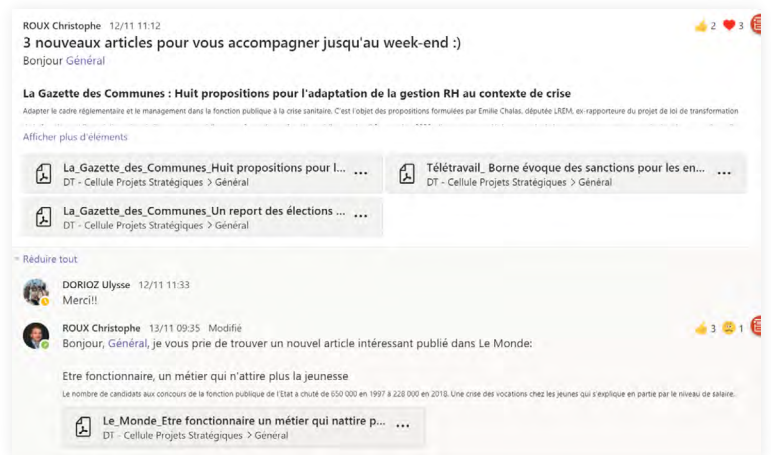 ROUX Christophe 12/11 11:12
2 3
3 nouveaux articles pour vous accompagner jusqu'au week-end :)
Bonjour Général
La Gazette des Communes : Huit propositions pour l'adaptation de la gestion RH au contexte de crise
Adapter le cadre règlementaire et le management dans la fonction publique à la crise sanitaire. C'est l'objet des propositions formulées par Emilie Chalas, députée LREM, ex-rapporteure du projet de loi de transformation
Afficher plus d'éléments
La_Gazette_des_Communes_Huit propositions pour l... ...
DT - Cellule Projets Stratégiques > Général
Télétravail_ Borne évoque des sanctions pour les en... ...
DT - Cellule Projets Stratégiques > Général
La_Gazette_des_Communes_Un report des élections ... ...
DT - Cellule Projets Stratégiques > Général
Réduire tout
DORIOZ Ulysse 12/11 11:33
Merci!!
ROUX Christophe 13/11 09:35 Modifié
3 1
Bonjour, Général, je vous prie de trouver un nouvel article intéressant publié dans Le Monde:
Etre fonctionnaire, un métier qui n'attire plus la jeunesse
Le nombre de candidats aux concours de la fonction publique de l'Etat a chuté de 650 000 en 1997 à 228 000 en 2018. Une crise des vocations chez les jeunes qui s'explique en partie par le niveau de salaire.
Le_Monde_Etre fonctionnaire un métier qui nattire p... ...
DT - Cellule Projets Stratégiques > Général